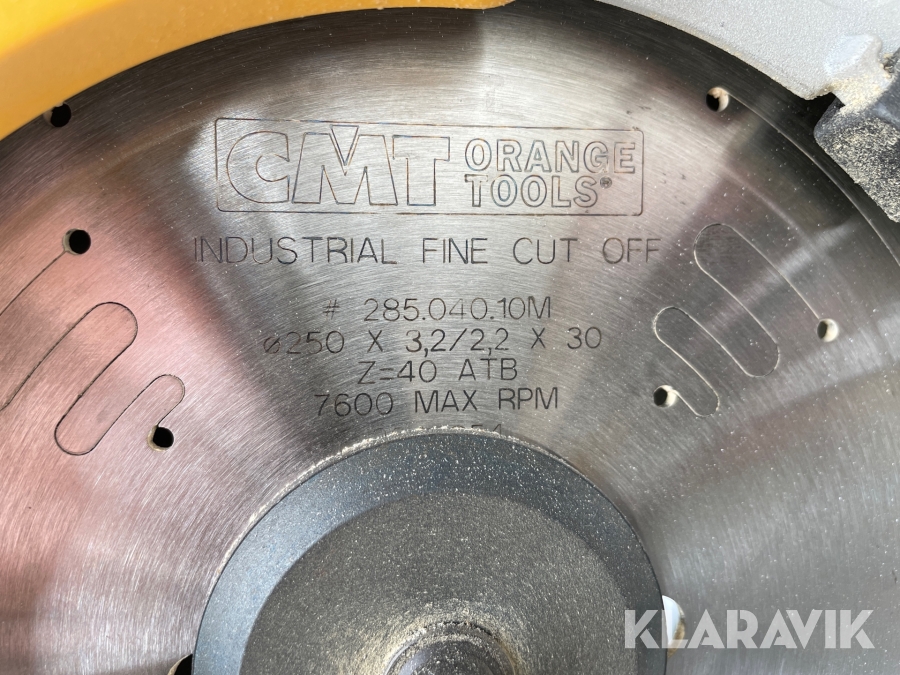 CMT ORANGE TOOLS®
INDUSTRIAL FINE CUT OFF
# 285.040.10M
ø250 X 3,2/2,2 X 30
Z=40 ATB
7600 MAX RPM
KLARAVIK